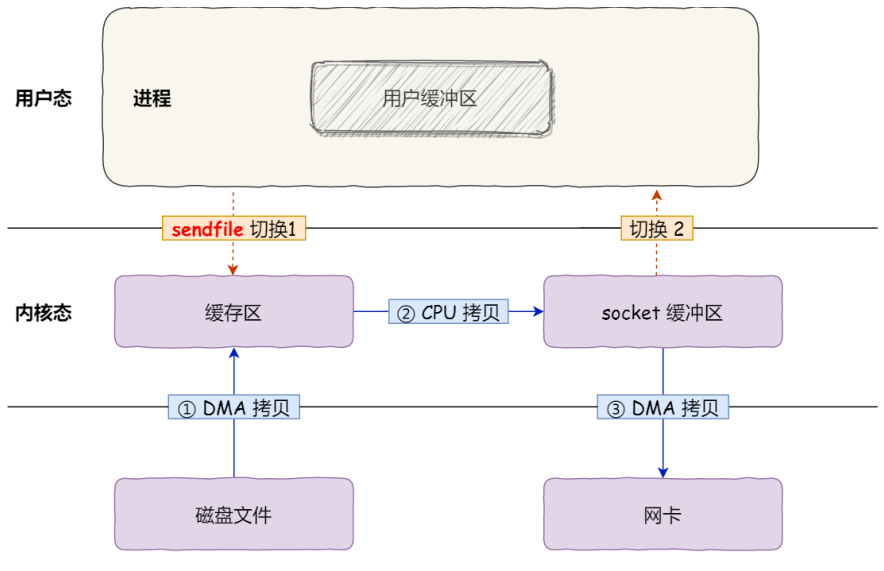 用户态
进程
用户缓冲区
sendfile 切换1
切换 2
内核态
缓存区
② CPU 拷贝
socket 缓冲区
① DMA 拷贝
③ DMA 拷贝
磁盘文件
网卡